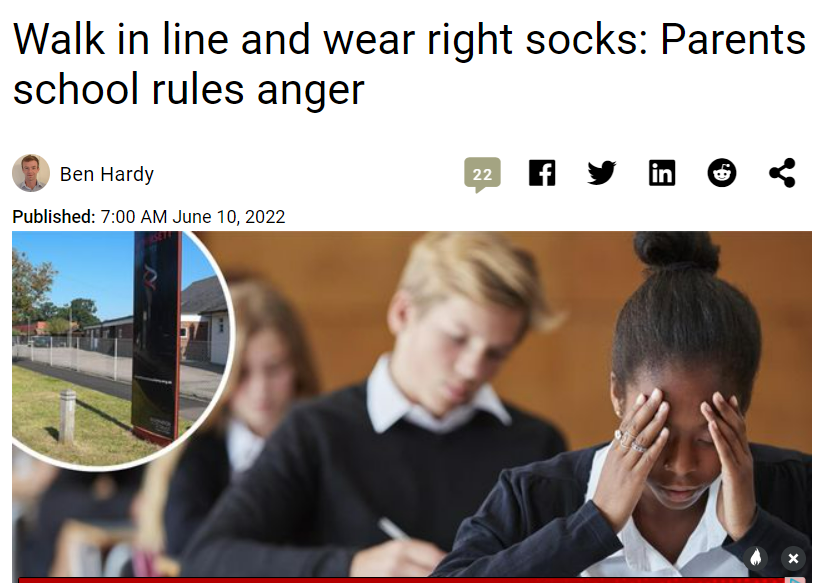 Walk in line and wear right socks: Parents
school rules anger
Ben Hardy
22
Published: 7:00 AM June 10, 2022